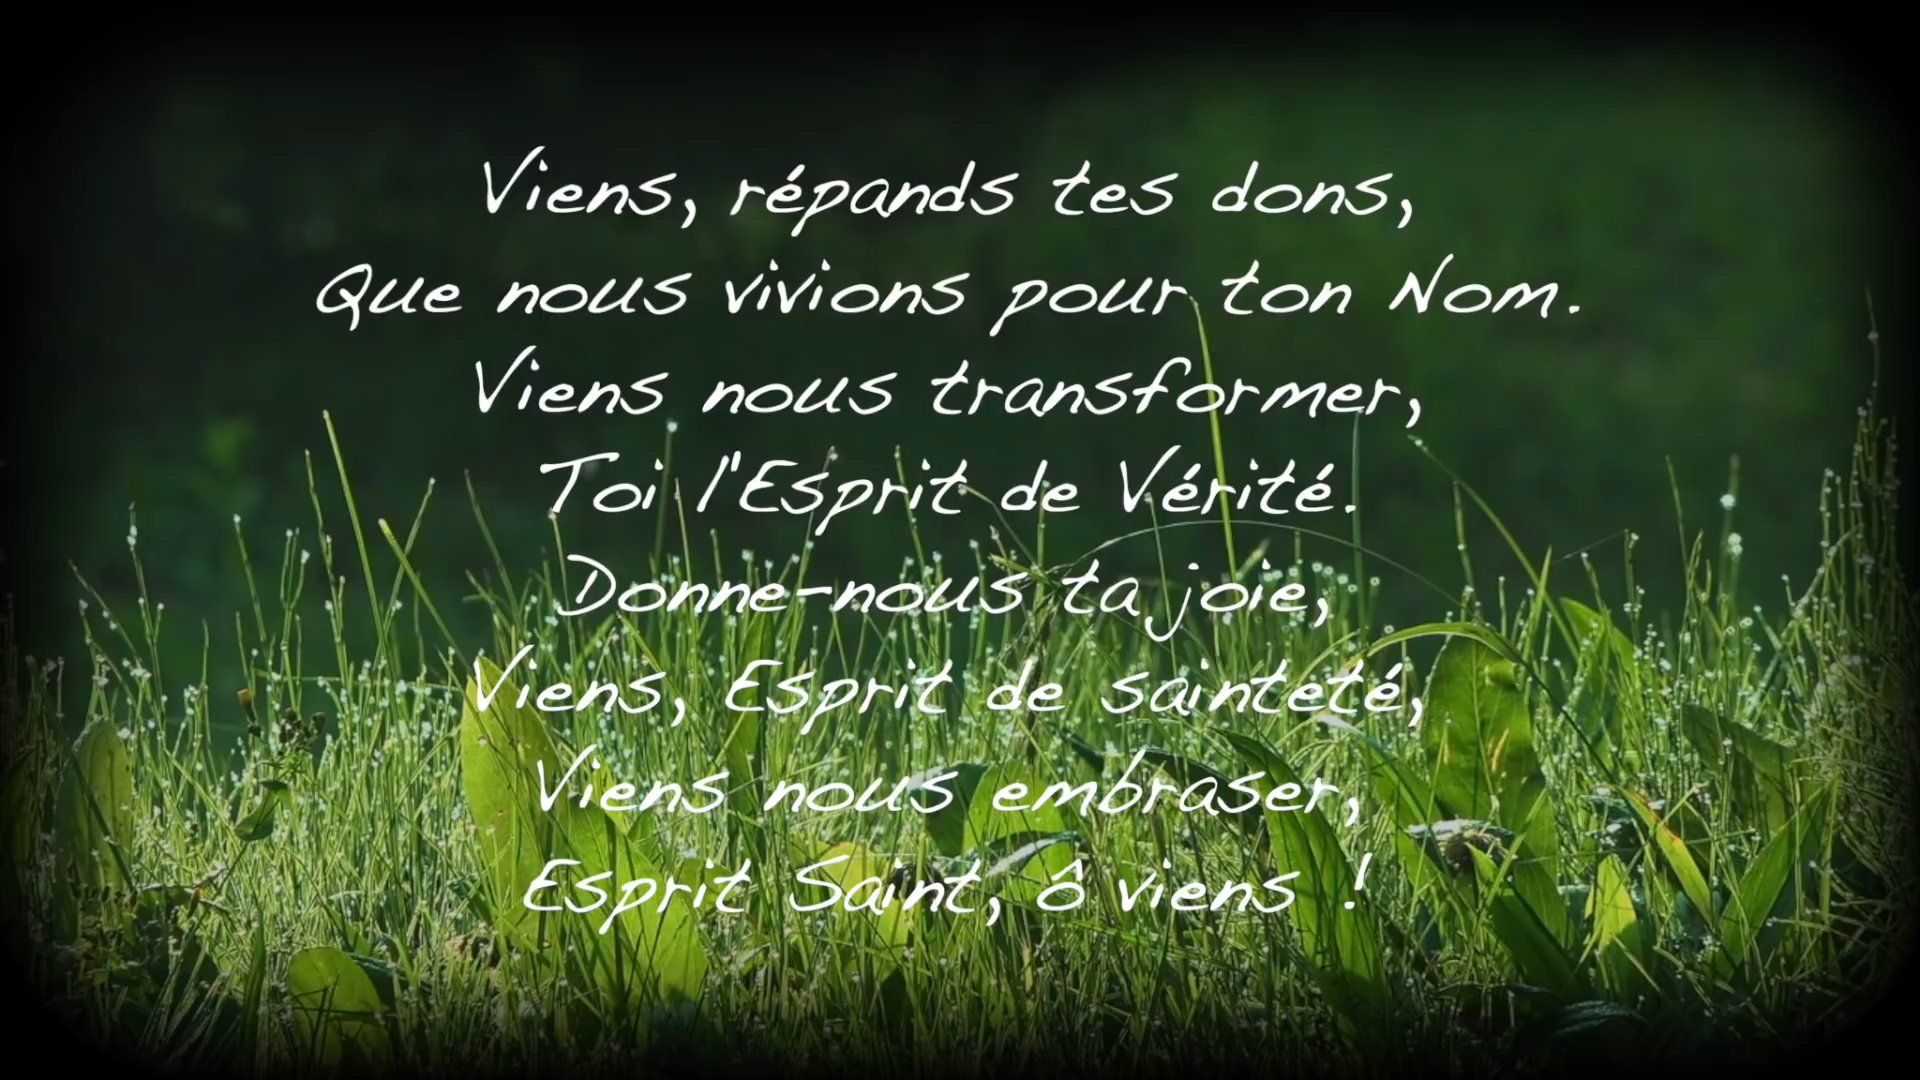 Viens, répands tes dons,
Que nous vivions pour ton Nom.
Viens nous transformer,
Toi l'Esprit de Vérité.
Donne-nous ta joie,
Viens, Esprit de sainteté,
Viens nous embraser,
Esprit Saint, ô viens !